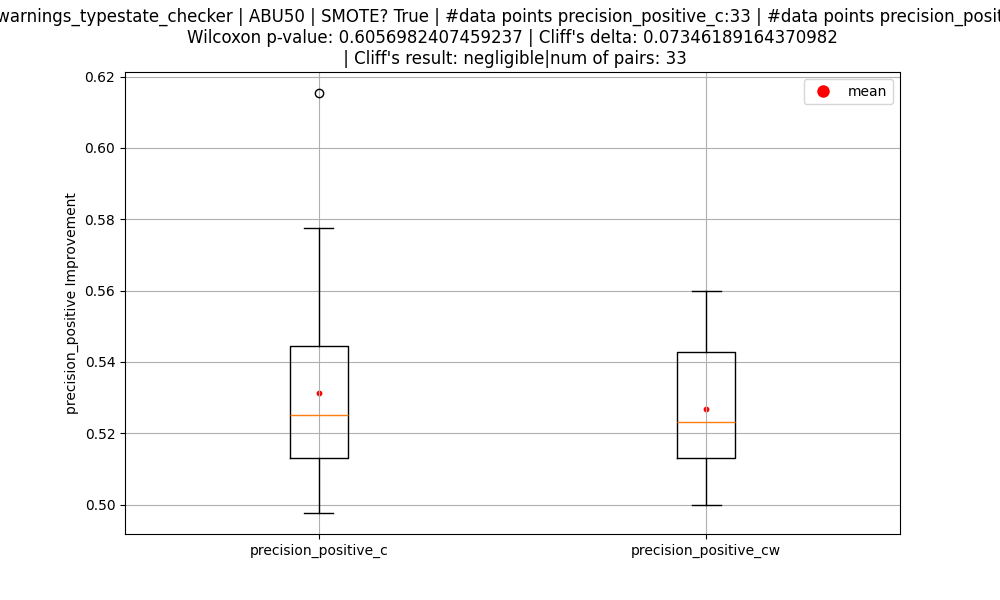 warnings_typestate_checker | ABU50 | SMOTE? True | #data points precision_positive_c:33 | #data points
Wilcoxon p-value: 0.6056982407459237 | Cliff's delta: 0.07346189164370982
| Cliff's result: negligible|num of pairs: 33
mean
0.62
0.60
0.58
0.56
0.54
0.52
0.50
precision_positive Improvement
precision_positive_c
precision_positive_cw